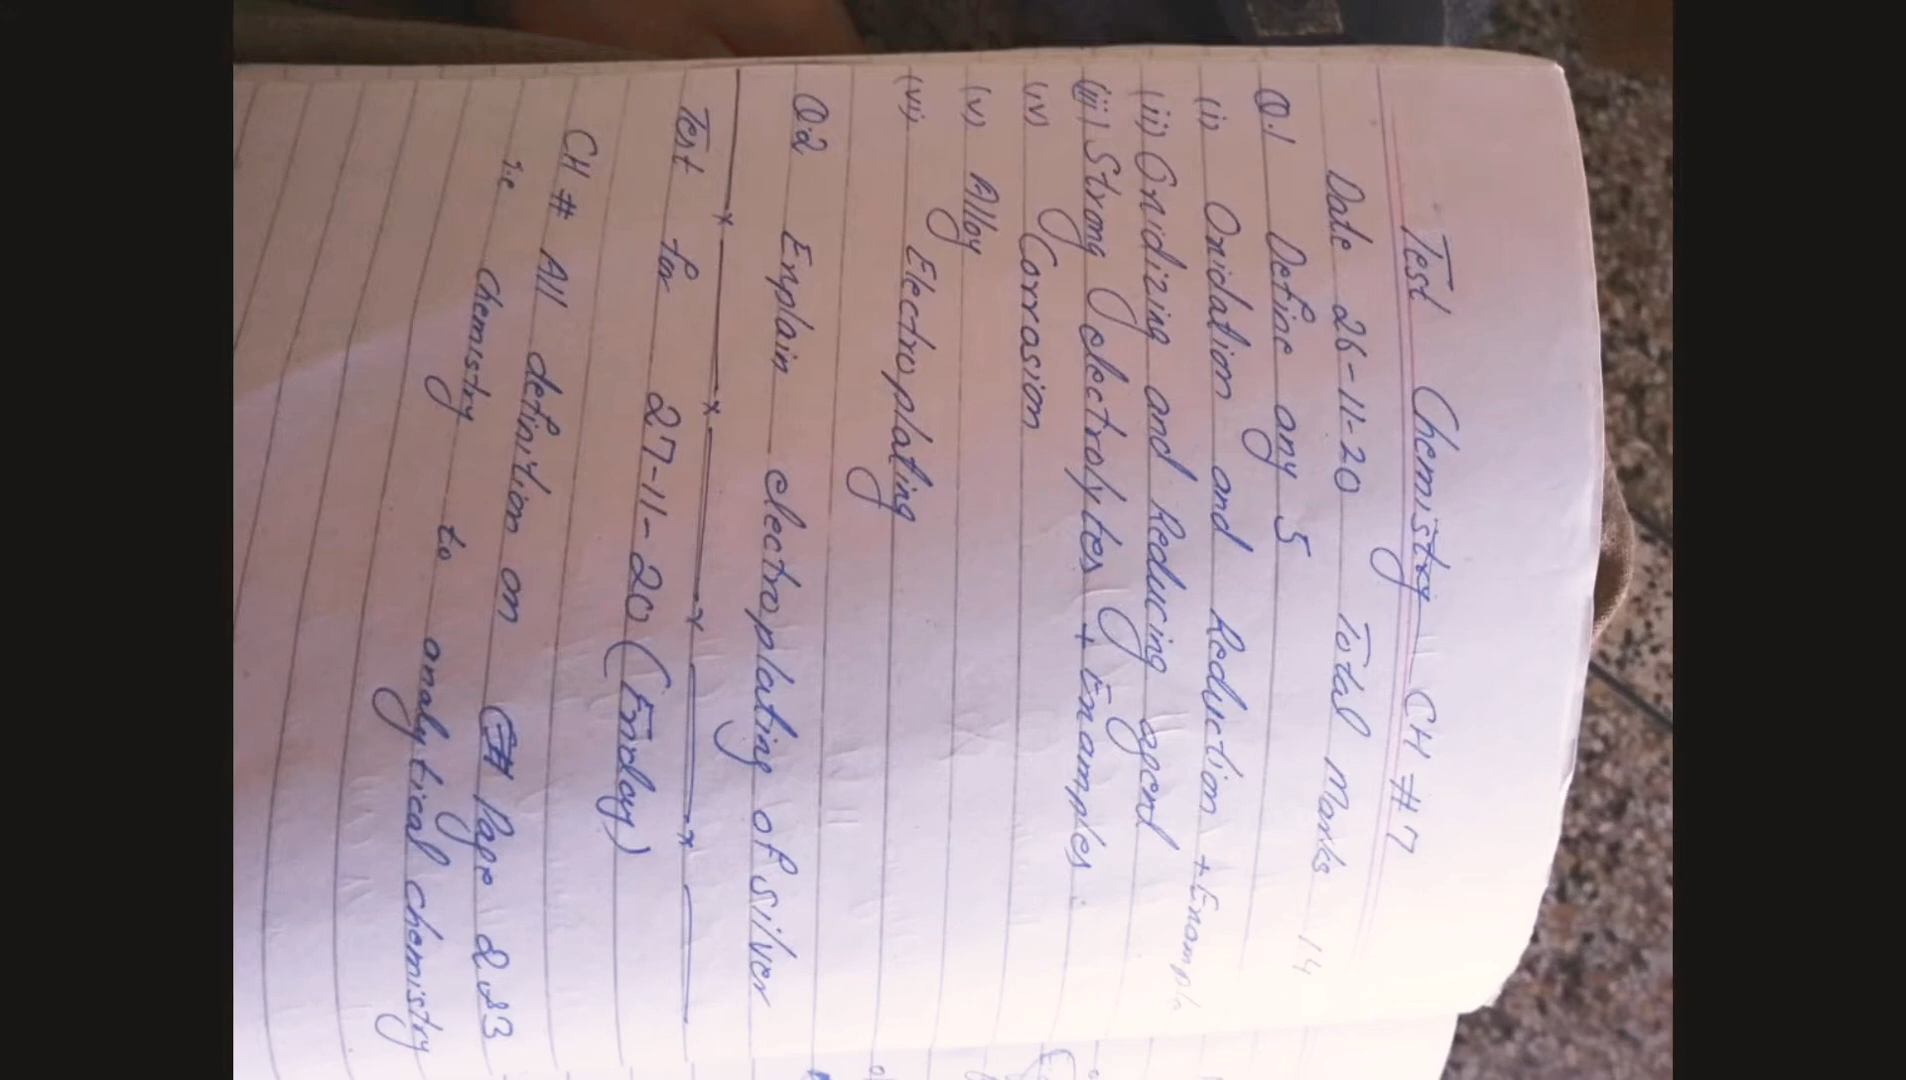 Test Chemistry CH # 7
Date 26-11-20 Total Marks 14
Q.1 Define any 5
(i) Oxidation and Reduction + Example
(ii) Oxidizing and Reducing agent
(iii) Strong electrolytes + Examples.
(iv) Corrosion
(v) Alloy
(vi) Electroplating
Q.2 Explain electroplating of silver
Test for 27-11-20 (Friday)
CH # All definition on Page 2 & 3
i.e chemistry to analytical chemistry